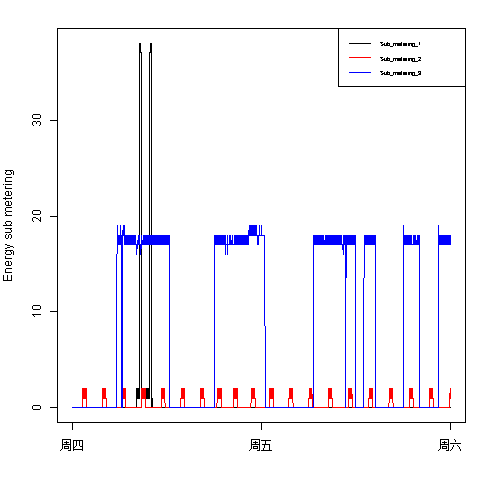 Sub_metering_1
Sub_metering_2
Sub_metering_3
Energy sub metering
30
20
10
0
周四
周五
周六